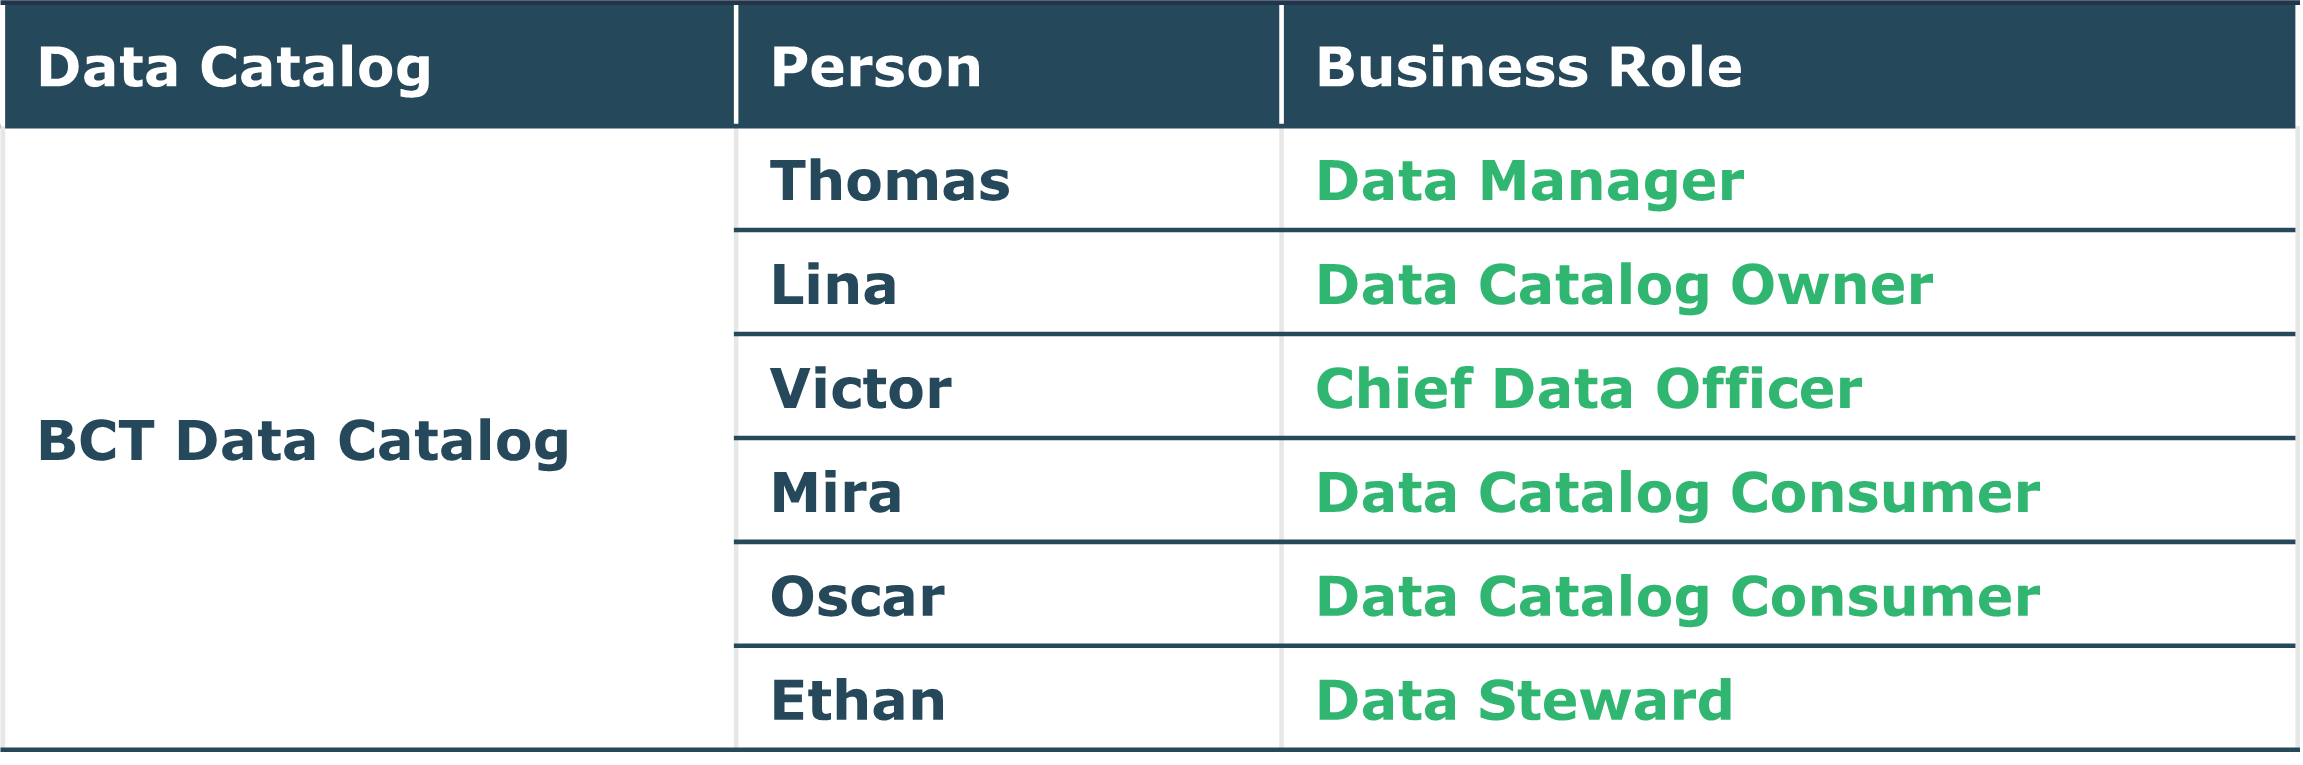 Data Catalog Person Business Role
Thomas Data Manager
Lina Data Catalog Owner
Victor Chief Data Officer
BCT Data Catalog
Mira Data Catalog Consumer
Oscar Data Catalog Consumer
Ethan Data Steward